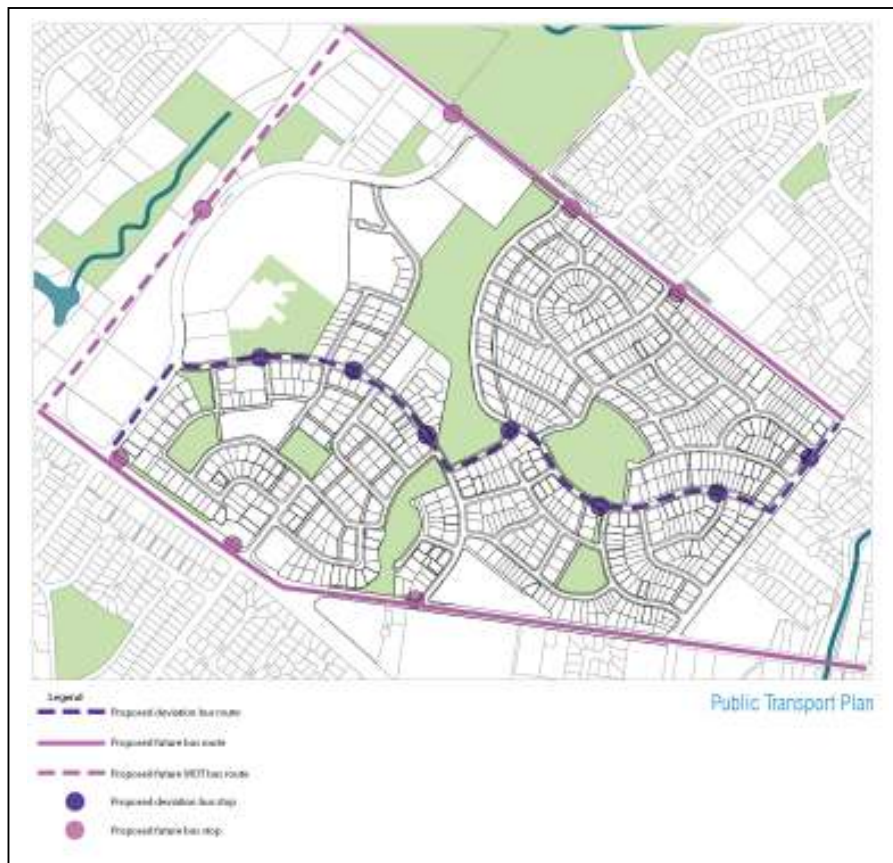 Public Transport Plan
Legend
Proposed deviation bus route
Proposed future bus route
Proposed future bus route
Proposed deviation bus stop
Proposed future bus stop